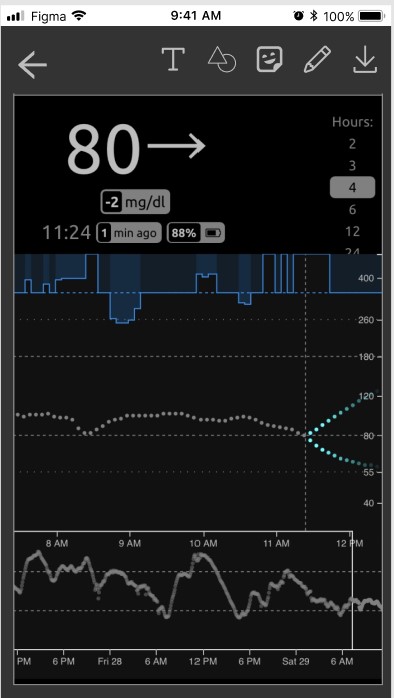 Figma 9:41 AM 100%
T
80→
Hours:
2
3
4
6
12
24
-2 mg/dl
11:24 1 min ago 88%
400
260
180
120
80
55
40
8 AM 9 AM 10 AM 11 AM 12 PM
PM 6 PM Fri 28 6 AM 12 PM 6 PM Sat 29 6 AM